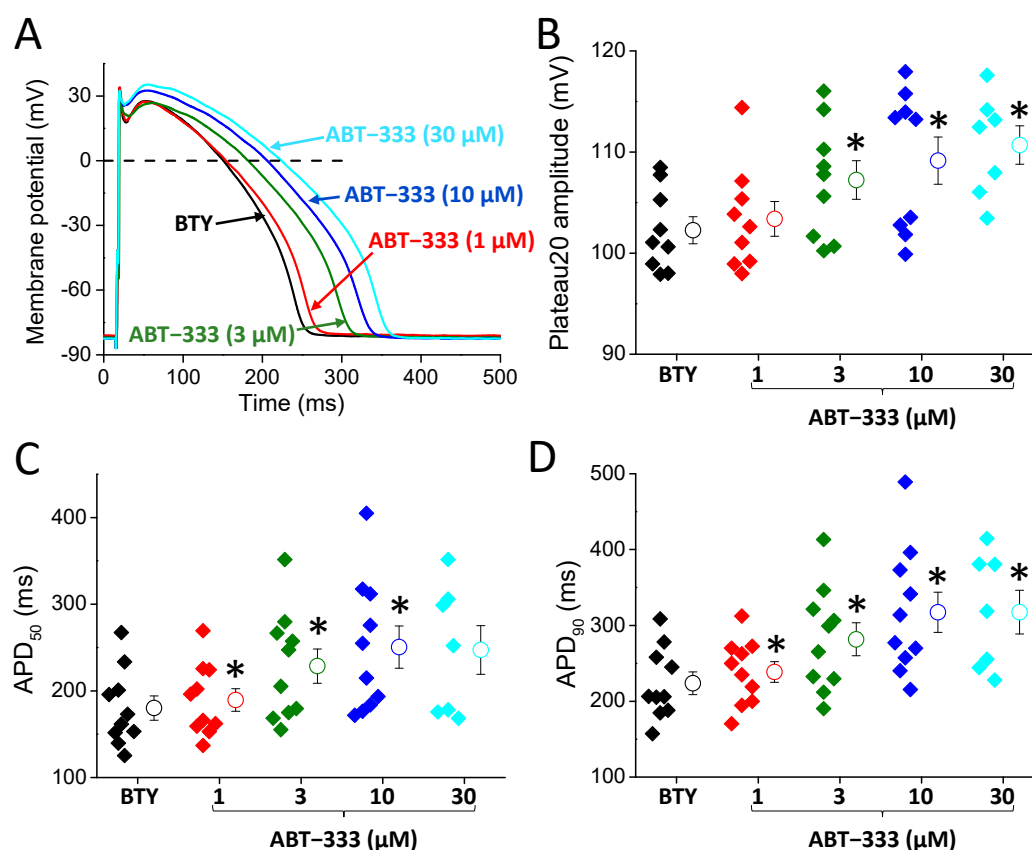 A
Membrane potential (mV)
30
0
−30
−60
−90
ABT−333 (30 µM)
ABT−333 (10 µM)
BTY
ABT−333 (1 µM)
ABT−333 (3 µM)
0 100 200 300 400 500
Time (ms)
B
Plateau20 amplitude (mV)
120
110
100
90
* * *
BTY 1 3 10 30
ABT−333 (µM)
C
APD50 (ms)
400
300
200
100
* * *
BTY 1 3 10 30
ABT−333 (µM)
D
APD90 (ms)
500
400
300
200
100
* * * *
BTY 1 3 10 30
ABT−333 (µM)